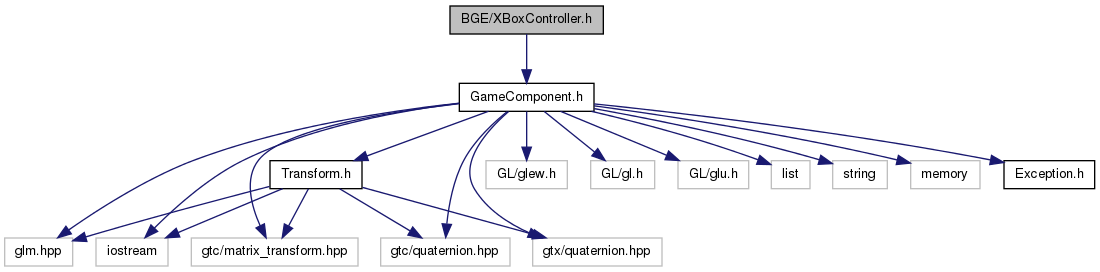 BGE/XBoxController.h
GameComponent.h
Transform.h
GL/glew.h
GL/gl.h
GL/glu.h
list
string
memory
Exception.h
glm.hpp
iostream
gtc/matrix_transform.hpp
gtc/quaternion.hpp
gtx/quaternion.hpp